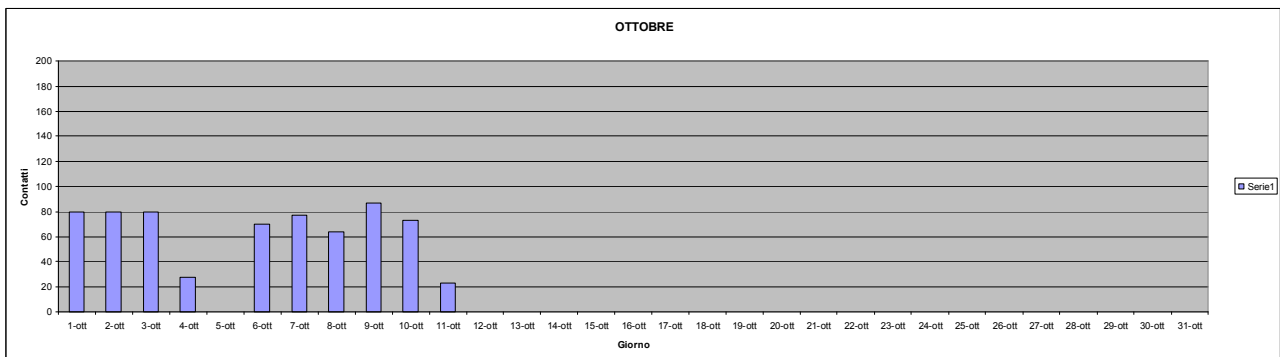 OTTOBRE
200
180
160
140
120
100
80
60
40
20
0
Contatti
1-ott 2-ott 3-ott 4-ott 5-ott 6-ott 7-ott 8-ott 9-ott 10-ott 11-ott 12-ott 13-ott 14-ott 15-ott 16-ott 17-ott 18-ott 19-ott 20-ott 21-ott 22-ott 23-ott 24-ott 25-ott 26-ott 27-ott 28-ott 29-ott 30-ott 31-ott
Giorno
Serie1